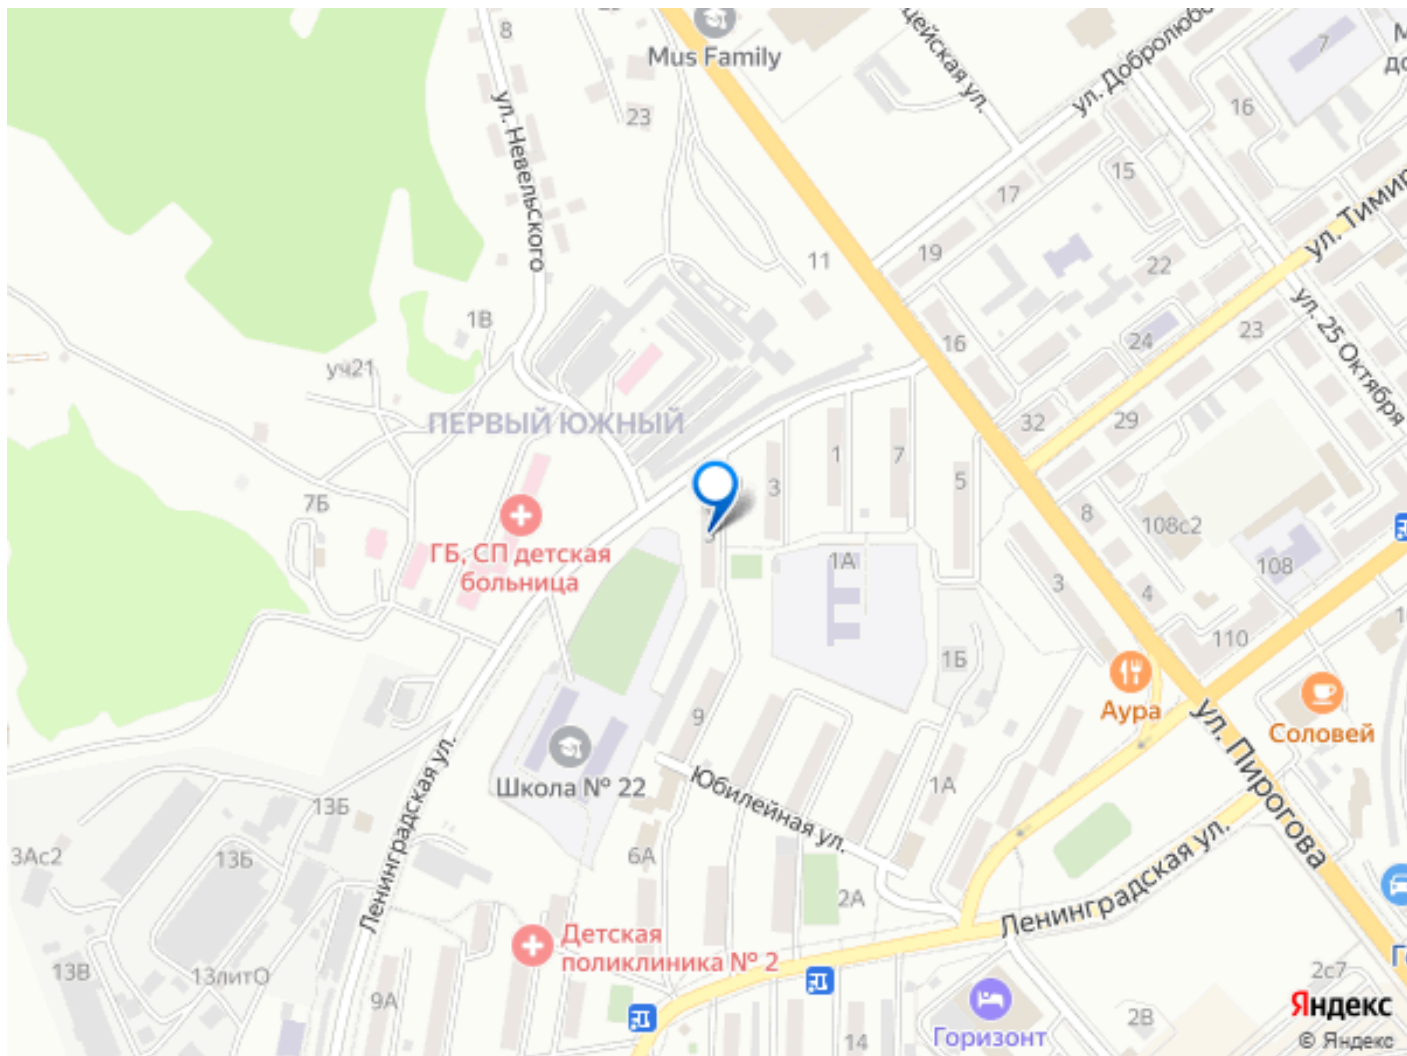 8
Mus Family
ул. Добролюбо
7
16
ул. Невельского
23
15
17
ул. Тимир
11
19
22
1В
16
24
23
ул. 25 Октября
уч21
ПЕРВЫЙ ЮЖНЫЙ
32
29
1
7
3
5
7Б
8
108с2
ГБ, СП детская
больница
1А
3
108
4
110
1Б
Аура
ул. Пирогова
Соловей
9
Школа № 22
Юбилейная ул.
1А
13Б
Ленинградская ул.
3Ас2
13Б
6А
2А
Ленинградская ул.
Детская
поликлиника № 2
13В
13литО
9А
2с7
Яндекс
2В
Горизонт
14
© Яндекс